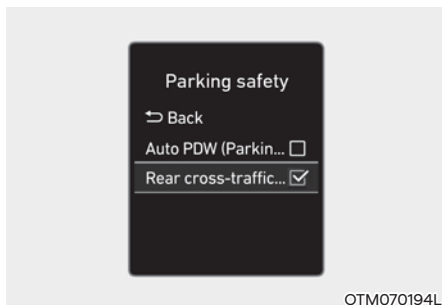 Parking safety
⮌ Back
Auto PDW (Parkin...
Rear cross-traffic...
OTM070194L